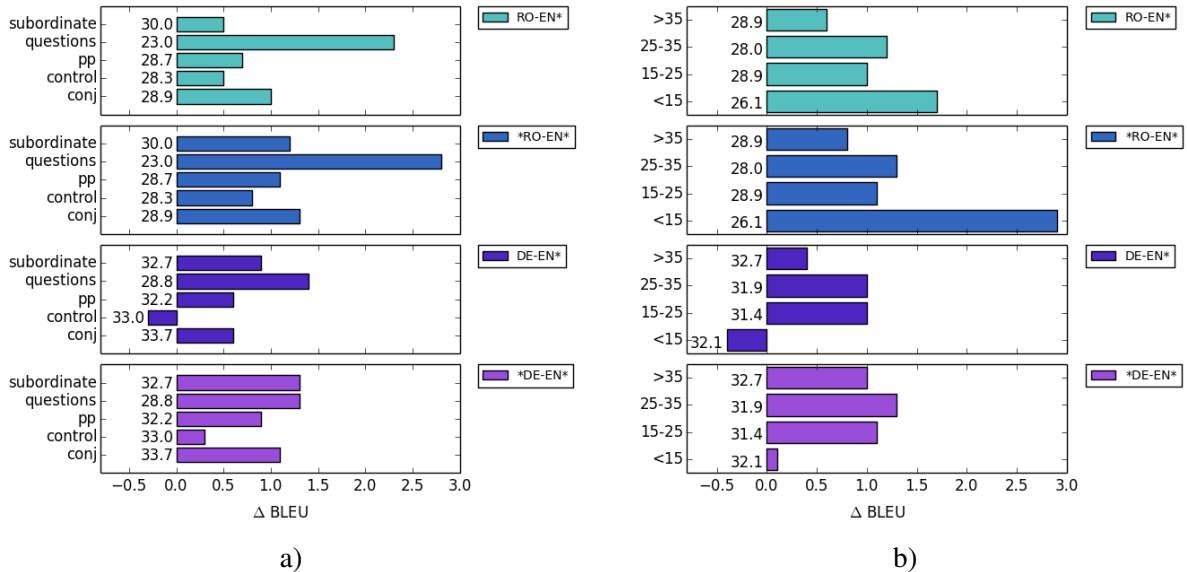 subordinate 30.0
questions 23.0
pp 28.7
control 28.3
conj 28.9
RO-EN*
subordinate 30.0
questions 23.0
pp 28.7
control 28.3
conj 28.9
*RO-EN*
subordinate 32.7
questions 28.8
pp 32.2
control 33.0
conj 33.7
DE-EN*
subordinate 32.7
questions 28.8
pp 32.2
control 33.0
conj 33.7
*DE-EN*
−0.5 0.0 0.5 1.0 1.5 2.0 2.5 3.0
Δ BLEU
a)
>35 28.9
25-35 28.0
15-25 28.9
<15 26.1
RO-EN*
>35 28.9
25-35 28.0
15-25 28.9
<15 26.1
*RO-EN*
>35 32.7
25-35 31.9
15-25 31.4
<15 32.1
DE-EN*
>35 32.7
25-35 31.9
15-25 31.4
<15 32.1
*DE-EN*
−0.5 0.0 0.5 1.0 1.5 2.0 2.5 3.0
Δ BLEU
b)